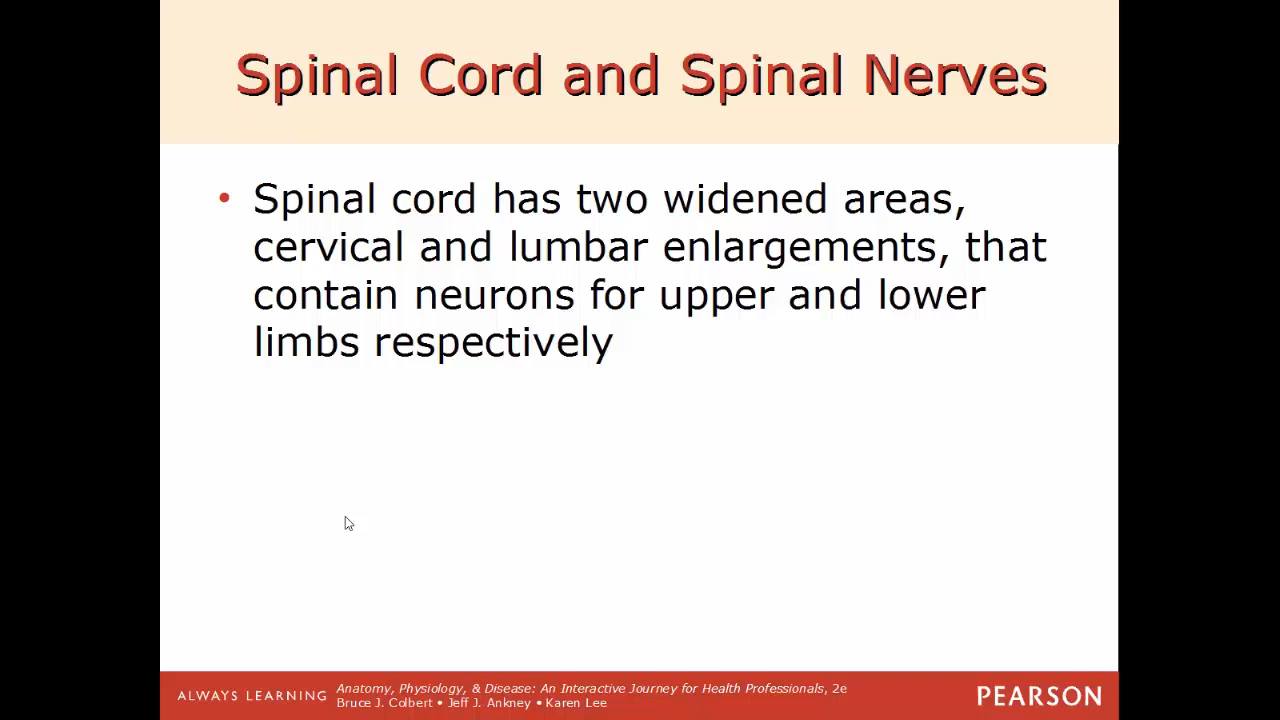 Spinal Cord and Spinal Nerves
• Spinal cord has two widened areas,
cervical and lumbar enlargements, that
contain neurons for upper and lower
limbs respectively
ALWAYS LEARNING
Anatomy, Physiology, & Disease: An Interactive Journey for Health Professionals, 2e
Bruce J. Colbert • Jeff J. Ankney • Karen Lee
PEARSON